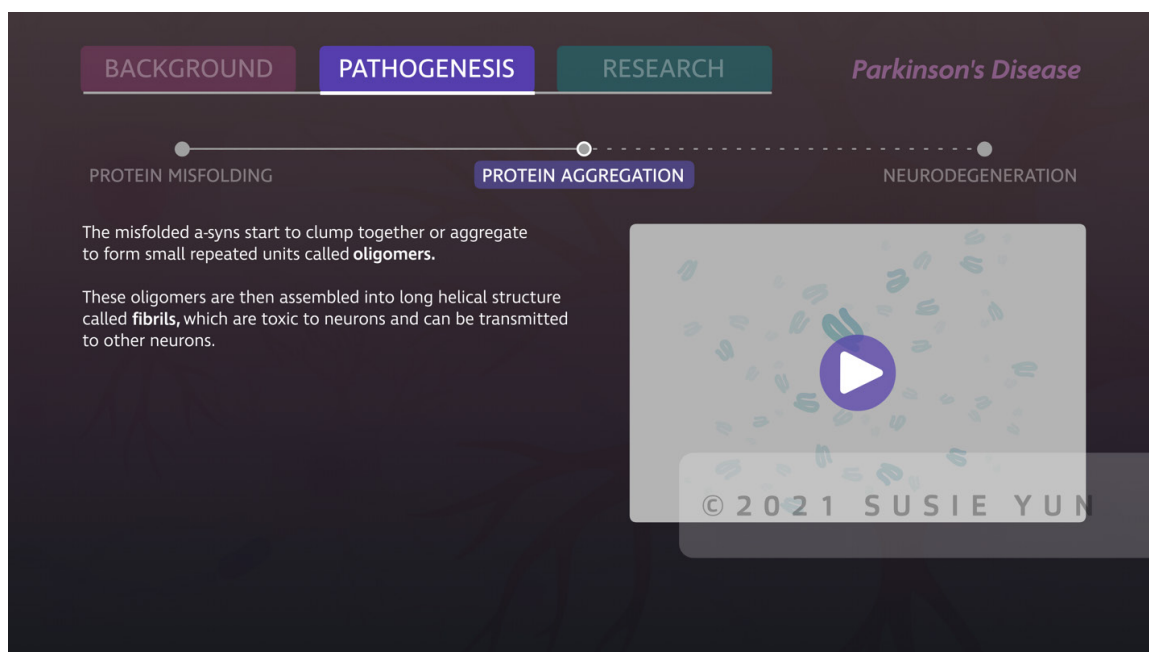 BACKGROUND
PATHOGENESIS
RESEARCH
Parkinson's Disease
PROTEIN MISFOLDING
PROTEIN AGGREGATION
NEURODEGENERATION
The misfolded a-syns start to clump together or aggregate
to form small repeated units called oligomers.
These oligomers are then assembled into long helical structure
called fibrils, which are toxic to neurons and can be transmitted
to other neurons.
©2021 SUSIE YUN